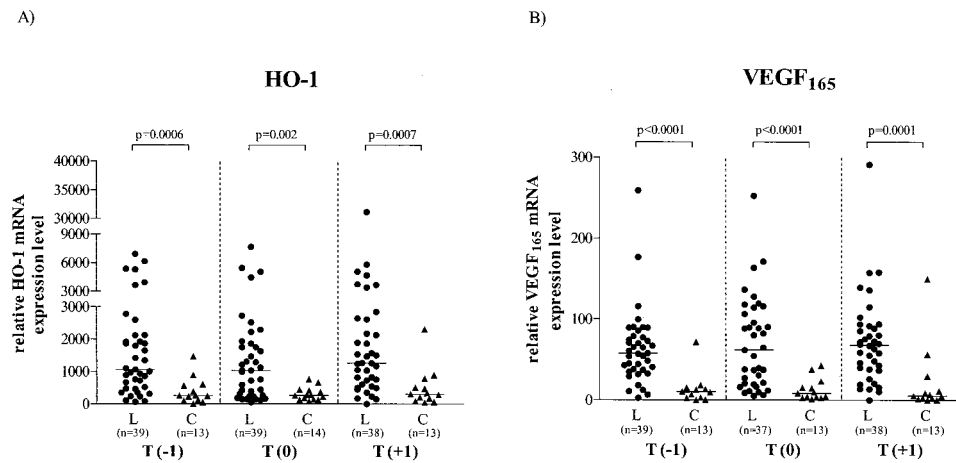 A)
HO-1
p=0.0006 p=0.002 p=0.0007
relative HO-1 mRNA
expression level
40000
35000
30000
9000
6000
3000
3000
2000
1000
0
L C L C L C
(n=39) (n=13) (n=39) (n=14) (n=38) (n=13)
T (-1) T (0) T (+1)
B)
VEGF165
p<0.0001 p<0.0001 p=0.0001
relative VEGF165 mRNA
expression level
300
200
100
0
L C L C L C
(n=39) (n=13) (n=37) (n=13) (n=38) (n=13)
T (-1) T (0) T (+1)